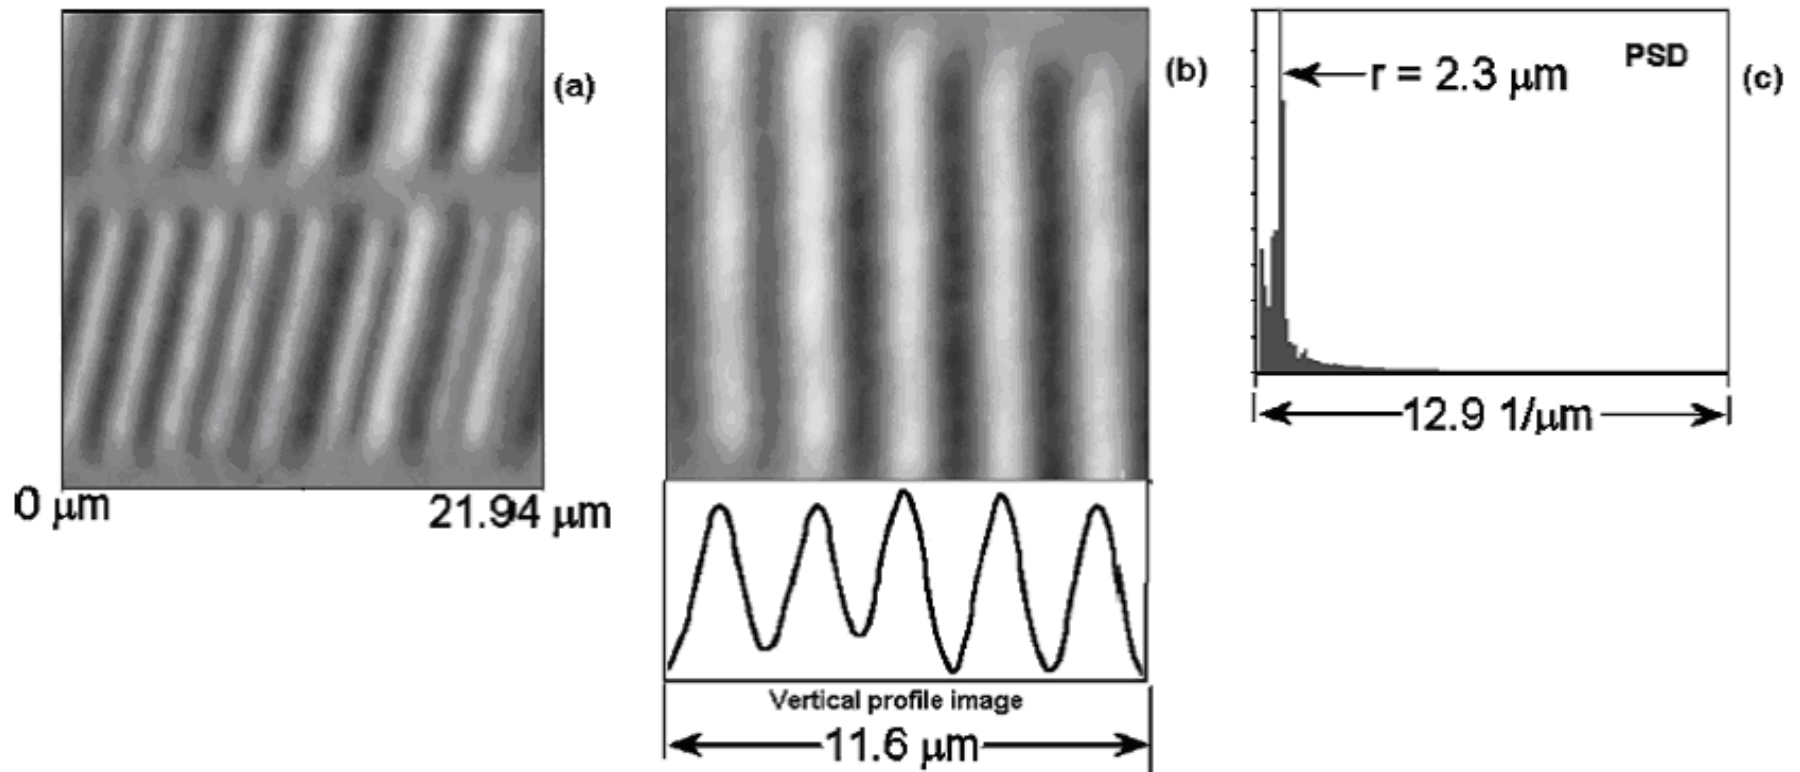 (a)
0 μm
21.94 μm
(b)
Vertical profile image
11.6 μm
PSD
r = 2.3 μm
(c)
12.9 1/μm